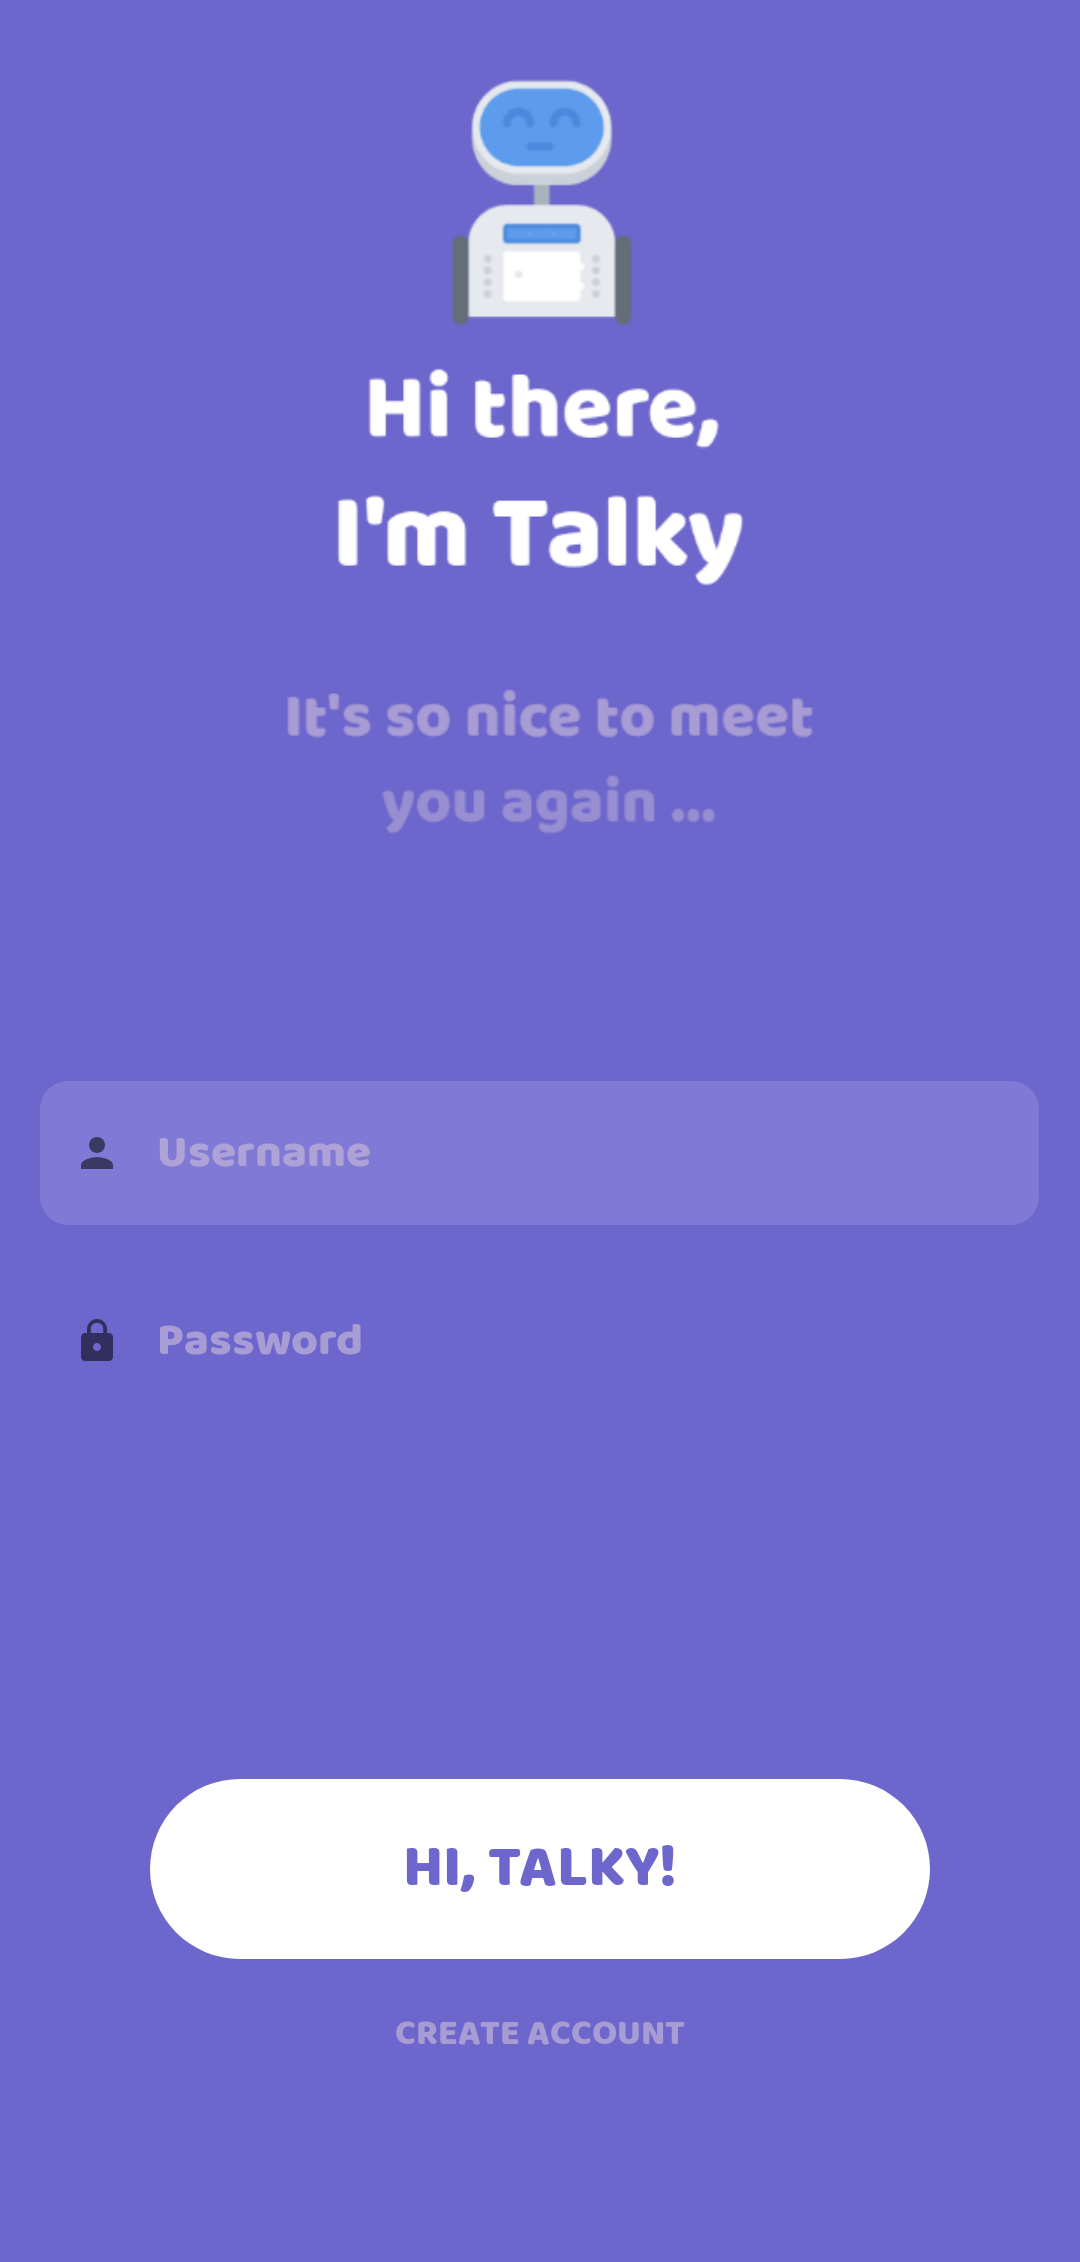 Hi there,
I'm Talky
It's so nice to meet
you again ...
Username
Password
HI, TALKY!
CREATE ACCOUNT